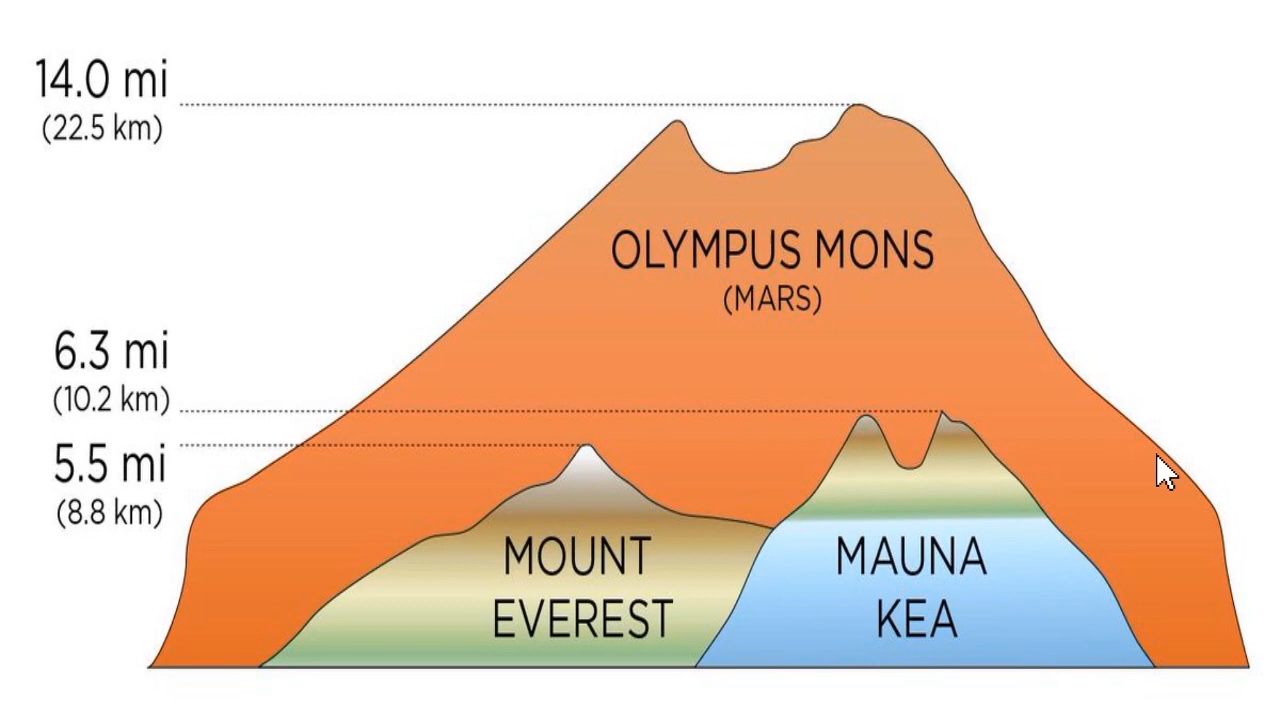 14.0 mi
(22.5 km)
OLYMPUS MONS
(MARS)
6.3 mi
(10.2 km)
5.5 mi
(8.8 km)
MOUNT
EVEREST
MAUNA
KEA